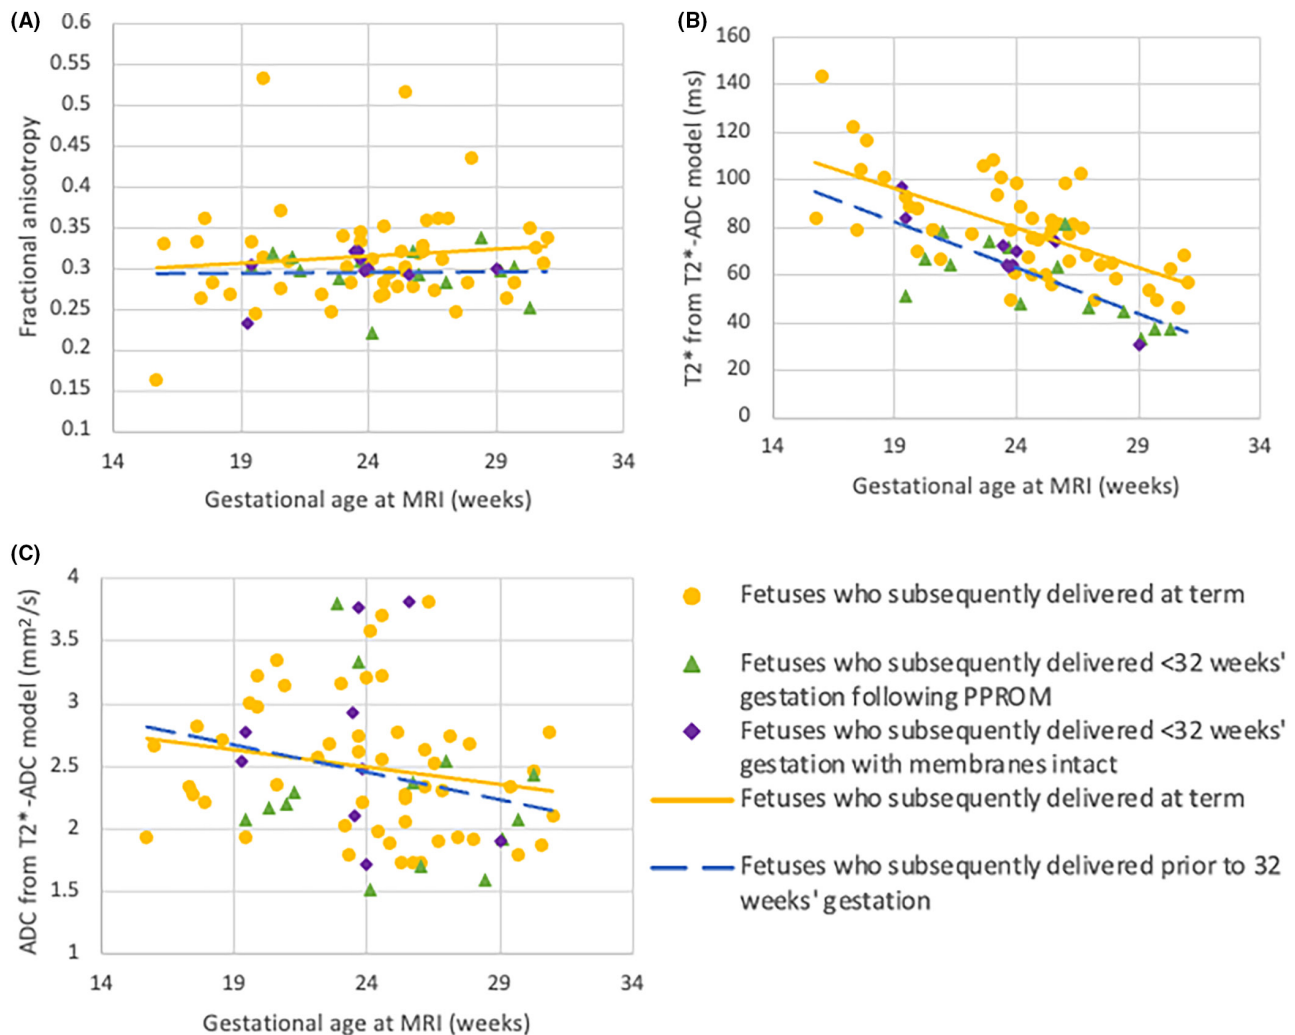 (A)
0.6
0.55
0.5
0.45
0.4
0.35
0.3
0.25
0.2
0.15
0.1
Fractional anisotropy
14 19 24 29 34
Gestational age at MRI (weeks)
(B)
160
140
120
100
80
60
40
20
0
T2* from T2*-ADC model (ms)
14 19 24 29 34
Gestational age at MRI (weeks)
(C)
4
3.5
3
2.5
2
1.5
1
ADC from T2*-ADC model (mm²/s)
14 19 24 29 34
Gestational age at MRI (weeks)
Fetuses who subsequently delivered at term
Fetuses who subsequently delivered <32 weeks'
gestation following PPROM
Fetuses who subsequently delivered <32 weeks'
gestation with membranes intact
Fetuses who subsequently delivered at term
Fetuses who subsequently delivered prior to 32
weeks' gestation